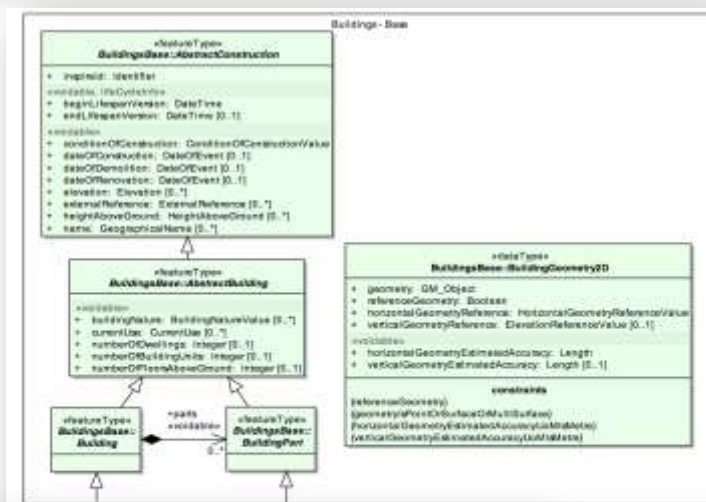 Buildings - Base
«featureType»
BuildingsBase::AbstractConstruction
+ inspireId: Identifier
«voidable, lifeCycleInfo»
+ beginLifespanVersion: DateTime
+ endLifespanVersion: DateTime [0..1]
«voidable»
+ conditionOfConstruction: ConditionOfConstructionValue
+ dateOfConstruction: DateOfEvent [0..1]
+ dateOfDemolition: DateOfEvent [0..1]
+ dateOfRenovation: DateOfEvent [0..1]
+ elevation: Elevation [0..*]
+ externalReference: ExternalReference [0..*]
+ heightAboveGround: HeightAboveGround [0..*]
+ name: GeographicalName [0..*]
«featureType»
BuildingsBase::AbstractBuilding
«voidable»
+ buildingNature: BuildingNatureValue [0..*]
+ currentUse: CurrentUse [0..*]
+ numberOfDwellings: Integer [0..1]
+ numberOfBuildingUnits: Integer [0..1]
+ numberOfFloorsAboveGround: Integer [0..1]
«dataType»
BuildingsBase::BuildingGeometry2D
+ geometry: GM_Object
+ referenceGeometry: Boolean
+ horizontalGeometryReference: HorizontalGeometryReferenceValue
+ verticalGeometryReference: ElevationReferenceValue [0..1]
«voidable»
+ horizontalGeometryEstimatedAccuracy: Length
+ verticalGeometryEstimatedAccuracy: Length [0..1]
constraints
{referenceGeometry}
{geometryIsPointOrSurfaceOrMultiSurface}
{horizontalGeometryEstimatedAccuracyUoMIsMetre}
{verticalGeometryEstimatedAccuracyUoMIsMetre}
«featureType»
BuildingsBase::
Building
+parts
«voidable»
0..*
«featureType»
BuildingsBase::
BuildingPart